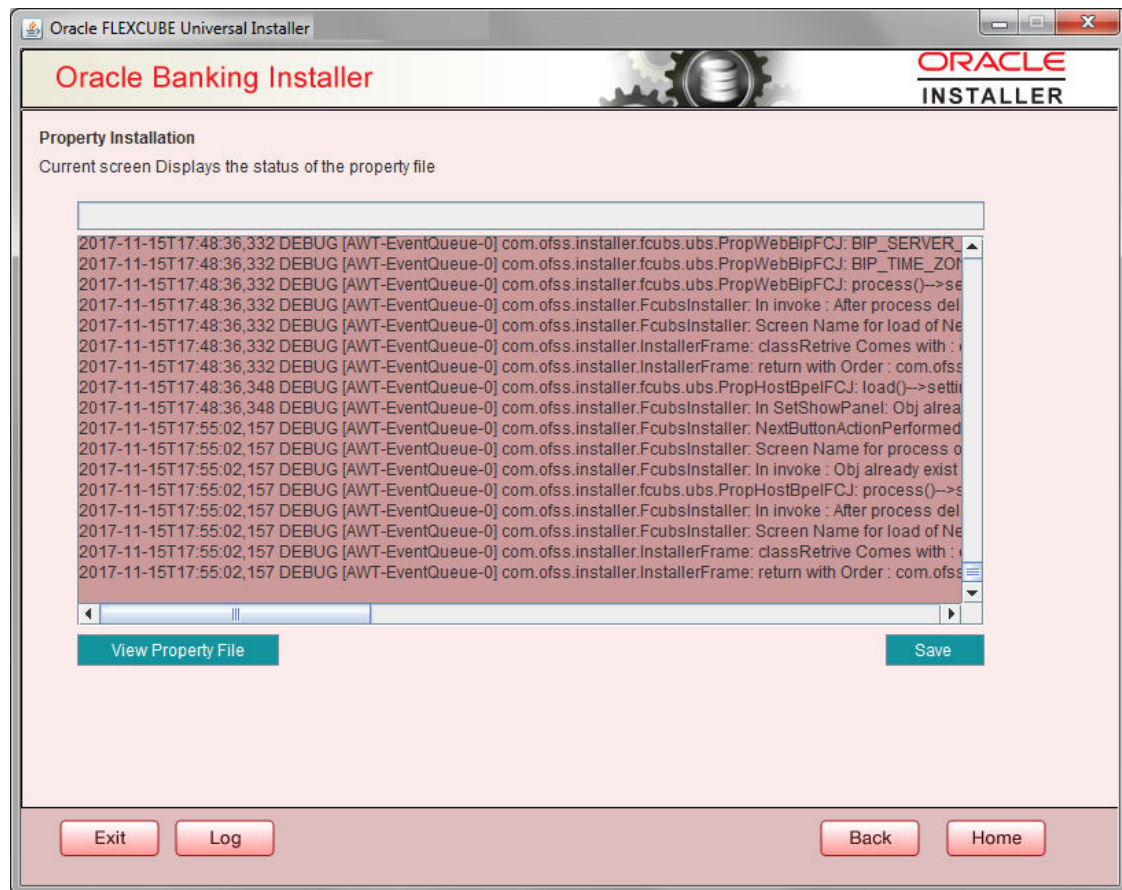 Oracle FLEXCUBE Universal Installer
Oracle Banking Installer
ORACLE
INSTALLER
Property Installation
Current screen Displays the status of the property file
2017-11-15T17:48:36,332 DEBUG [AWT-EventQueue-0] com.ofss.installer.fcubs.ubs.PropWebBipFCJ: BIP_SERVER_
2017-11-15T17:48:36,332 DEBUG [AWT-EventQueue-0] com.ofss.installer.fcubs.ubs.PropWebBipFCJ: BIP_TIME_ZON
2017-11-15T17:48:36,332 DEBUG [AWT-EventQueue-0] com.ofss.installer.fcubs.ubs.PropWebBipFCJ: process()-->se
2017-11-15T17:48:36,332 DEBUG [AWT-EventQueue-0] com.ofss.installer.FcubsInstaller: In invoke : After process del
2017-11-15T17:48:36,332 DEBUG [AWT-EventQueue-0] com.ofss.installer.FcubsInstaller: Screen Name for load of Ne
2017-11-15T17:48:36,332 DEBUG [AWT-EventQueue-0] com.ofss.installer.InstallerFrame: classRetrive Comes with :
2017-11-15T17:48:36,332 DEBUG [AWT-EventQueue-0] com.ofss.installer.InstallerFrame: return with Order : com.ofss
2017-11-15T17:48:36,348 DEBUG [AWT-EventQueue-0] com.ofss.installer.fcubs.ubs.PropHostBpelFCJ: load()-->settin
2017-11-15T17:48:36,348 DEBUG [AWT-EventQueue-0] com.ofss.installer.FcubsInstaller: In SetShowPanel: Obj alrea
2017-11-15T17:55:02,157 DEBUG [AWT-EventQueue-0] com.ofss.installer.FcubsInstaller: NextButtonActionPerformed
2017-11-15T17:55:02,157 DEBUG [AWT-EventQueue-0] com.ofss.installer.FcubsInstaller: Screen Name for process o
2017-11-15T17:55:02,157 DEBUG [AWT-EventQueue-0] com.ofss.installer.FcubsInstaller: In invoke : Obj already exist
2017-11-15T17:55:02,157 DEBUG [AWT-EventQueue-0] com.ofss.installer.fcubs.ubs.PropHostBpelFCJ: process()-->s
2017-11-15T17:55:02,157 DEBUG [AWT-EventQueue-0] com.ofss.installer.FcubsInstaller: In invoke : After process del
2017-11-15T17:55:02,157 DEBUG [AWT-EventQueue-0] com.ofss.installer.FcubsInstaller: Screen Name for load of Ne
2017-11-15T17:55:02,157 DEBUG [AWT-EventQueue-0] com.ofss.installer.InstallerFrame: classRetrive Comes with :
2017-11-15T17:55:02,157 DEBUG [AWT-EventQueue-0] com.ofss.installer.InstallerFrame: return with Order : com.ofss
View Property File
Save
Exit
Log
Back
Home